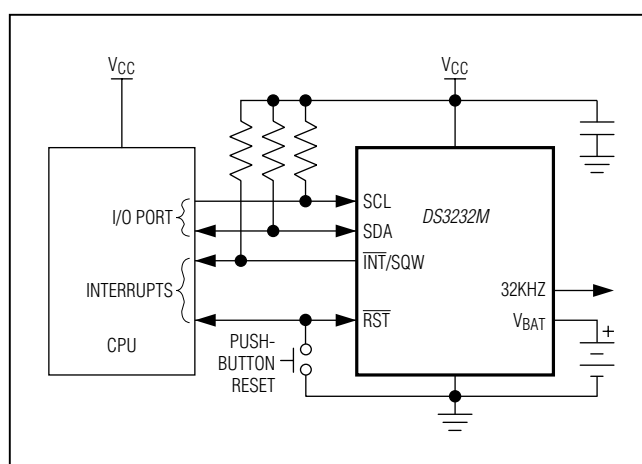 VCC
VCC
I/O PORT
INTERRUPTS
CPU
SCL
SDA
INT/SQW
RST
DS3232M
32KHZ
VBAT
+
PUSH-
BUTTON
RESET